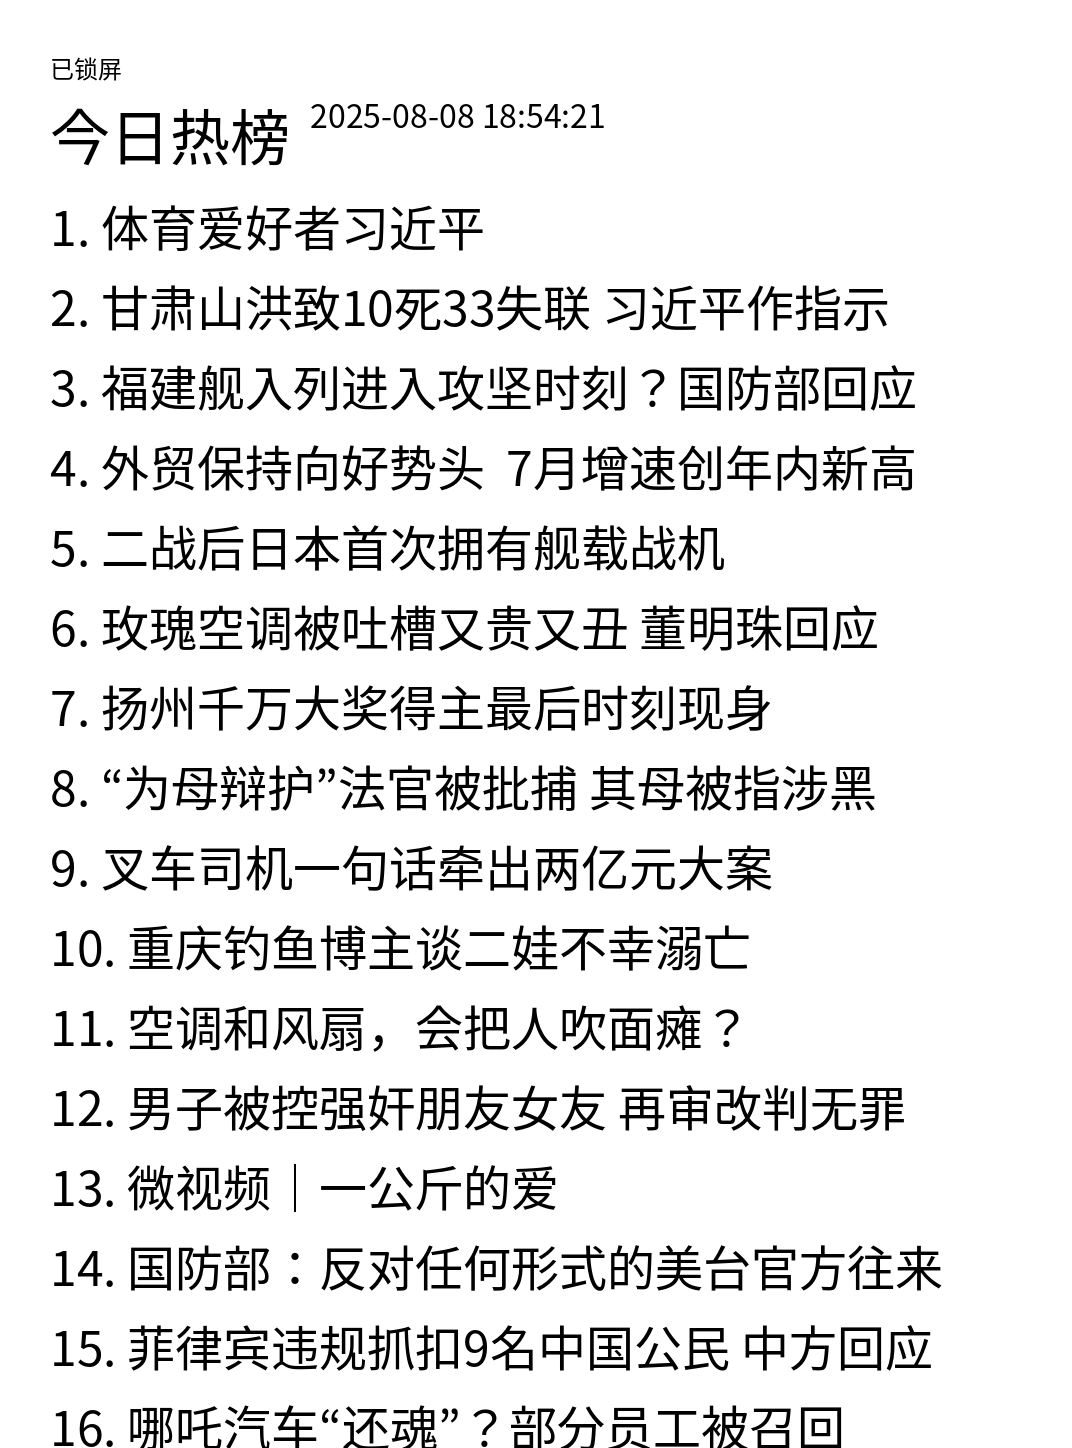 已锁屏
今日热榜 2025-08-08 18:54:21
1. 体育爱好者习近平
2. 甘肃山洪致10死33失联 习近平作指示
3. 福建舰入列进入攻坚时刻？国防部回应
4. 外贸保持向好势头 7月增速创年内新高
5. 二战后日本首次拥有舰载战机
6. 玫瑰空调被吐槽又贵又丑 董明珠回应
7. 扬州千万大奖得主最后时刻现身
8. “为母辩护”法官被批捕 其母被指涉黑
9. 叉车司机一句话牵出两亿元大案
10. 重庆钓鱼博主谈二娃不幸溺亡
11. 空调和风扇，会把人吹面瘫？
12. 男子被控强奸朋友女友 再审改判无罪
13. 微视频｜一公斤的爱
14. 国防部：反对任何形式的美台官方往来
15. 菲律宾违规抓扣9名中国公民 中方回应
16. 哪吒汽车“还魂”？部分员工被召回